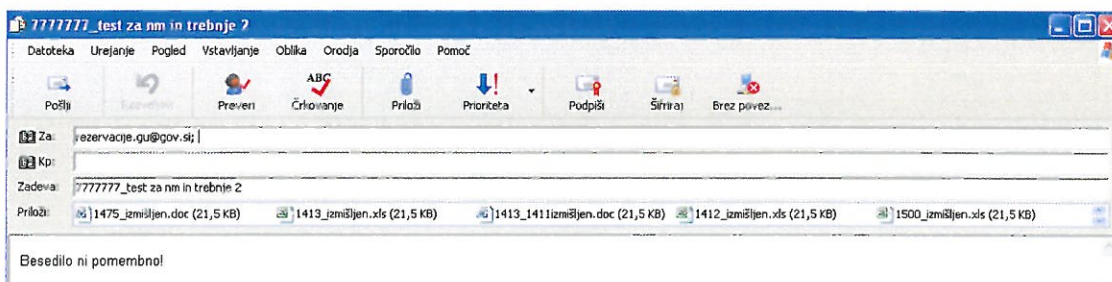 7777777_test za nm in trebnje 2
Datoteka Urejanje Pogled Vstavljanje Oblika Orodja Sporočilo Pomoč
Pošlji Razveljavi Preveri Črkovanje Priloži Prioriteta Podpiši Šifriraj Brez povez...
Za: rezervacije.gu@gov.si;
Kp:
Zadeva: 7777777_test za nm in trebnje 2
Priloži: 1475_izmišljen.doc (21,5 KB) 1413_izmišljen.xls (21,5 KB) 1413_1411izmišljen.doc (21,5 KB) 1412_izmišljen.xls (21,5 KB) 1500_izmišljen.xls (21,5 KB)
Besedilo ni pomembno!